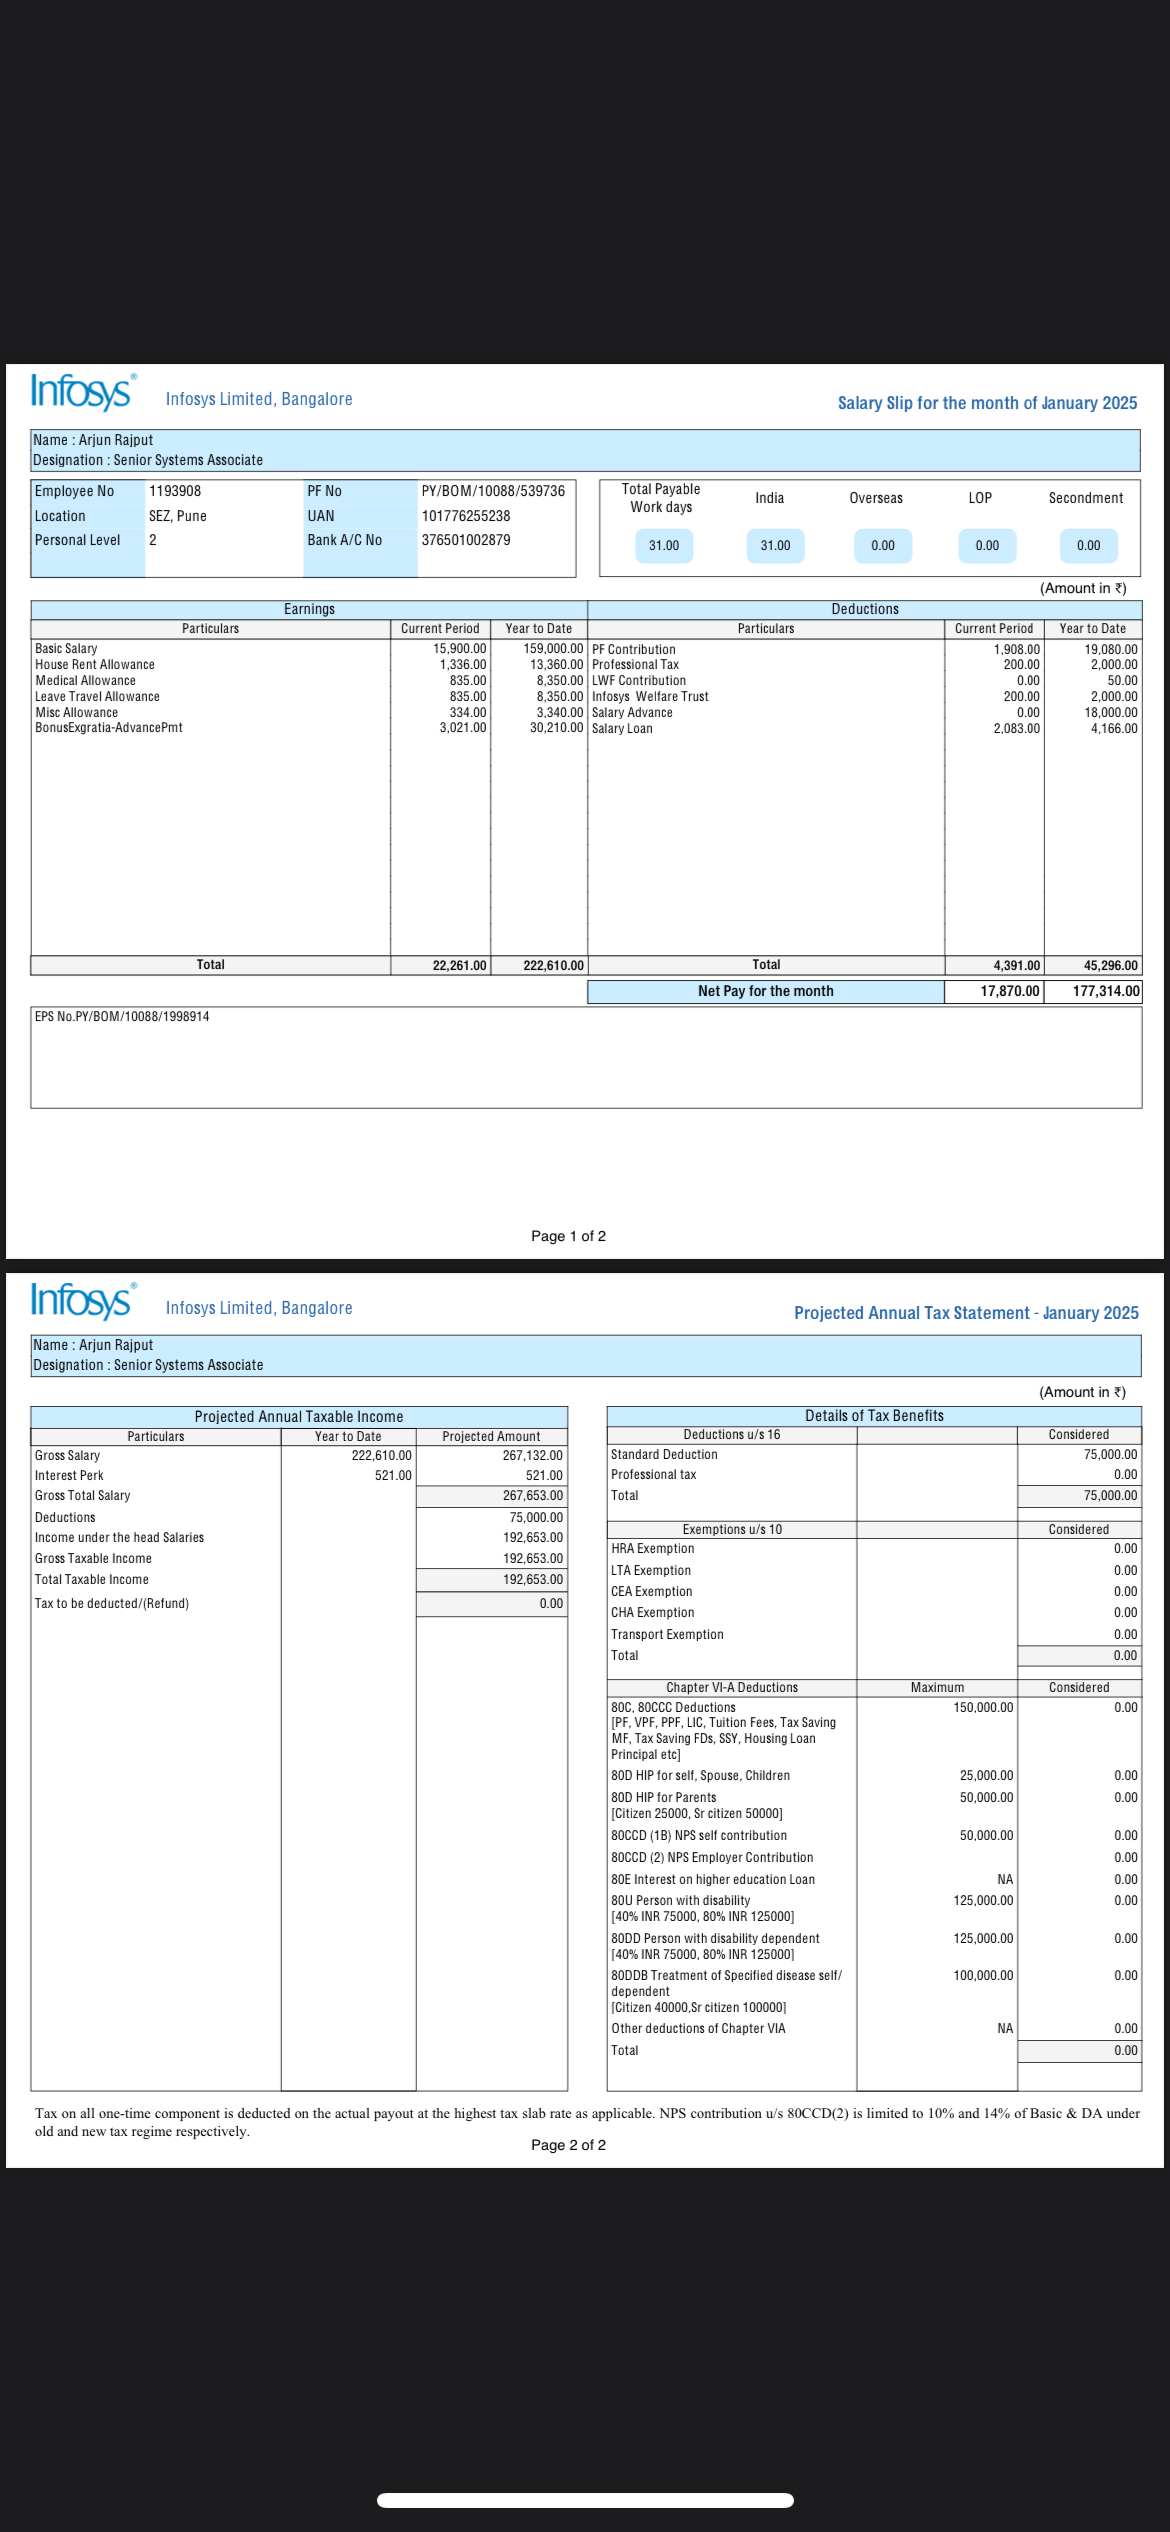 Infosys®
Infosys Limited, Bangalore
Salary Slip for the month of January 2025
Name : Arjun Rajput
Designation : Senior Systems Associate
Employee No 1193908 PF No PY/BOM/10088/539736
Location SEZ, Pune UAN 101776255238
Personal Level 2 Bank A/C No 376501002879
Total Payable Work days India Overseas LOP Secondment
31.00 31.00 0.00 0.00 0.00
(Amount in ₹)
Earnings Deductions
Particulars Current Period Year to Date Particulars Current Period Year to Date
Basic Salary 15,900.00 159,000.00 PF Contribution 1,908.00 19,080.00
House Rent Allowance 1,336.00 13,360.00 Professional Tax 200.00 2,000.00
Medical Allowance 835.00 8,350.00 LWF Contribution 0.00 50.00
Leave Travel Allowance 835.00 8,350.00 Infosys Welfare Trust 200.00 2,000.00
Misc Allowance 334.00 3,340.00 Salary Advance 0.00 18,000.00
BonusExgratia-AdvancePmt 3,021.00 30,210.00 Salary Loan 2,083.00 4,166.00
Total 22,261.00 222,610.00 Total 4,391.00 45,296.00
Net Pay for the month 17,870.00 177,314.00
EPS No.PY/BOM/10088/1998914
Page 1 of 2
Infosys®
Infosys Limited, Bangalore
Projected Annual Tax Statement - January 2025
Name : Arjun Rajput
Designation : Senior Systems Associate
(Amount in ₹)
Projected Annual Taxable Income
Particulars Year to Date Projected Amount
Gross Salary 222,610.00 267,132.00
Interest Perk 521.00 521.00
Gross Total Salary 267,653.00
Deductions 75,000.00
Income under the head Salaries 192,653.00
Gross Taxable Income 192,653.00
Total Taxable Income 192,653.00
Tax to be deducted/(Refund) 0.00
Details of Tax Benefits
Deductions u/s 16 Considered
Standard Deduction 75,000.00
Professional tax 0.00
Total 75,000.00
Exemptions u/s 10 Considered
HRA Exemption 0.00
LTA Exemption 0.00
CEA Exemption 0.00
CHA Exemption 0.00
Transport Exemption 0.00
Total 0.00
Chapter VI-A Deductions Maximum Considered
80C, 80CCC Deductions 150,000.00 0.00
[PF, VPF, PPF, LIC, Tuition Fees, Tax Saving
MF, Tax Saving FDs, SSY, Housing Loan
Principal etc]
80D HIP for self, Spouse, Children 25,000.00 0.00
80D HIP for Parents 50,000.00 0.00
[Citizen 25000, Sr citizen 50000]
80CCD (1B) NPS self contribution 50,000.00 0.00
80CCD (2) NPS Employer Contribution 0.00
80E Interest on higher education Loan NA 0.00
80U Person with disability 125,000.00 0.00
[40% INR 75000, 80% INR 125000]
80DD Person with disability dependent 125,000.00 0.00
[40% INR 75000, 80% INR 125000]
80DDB Treatment of Specified disease self/ 100,000.00 0.00
dependent
[Citizen 40000,Sr citizen 100000]
Other deductions of Chapter VIA NA 0.00
Total 0.00
Tax on all one-time component is deducted on the actual payout at the highest tax slab rate as applicable. NPS contribution u/s 80CCD(2) is limited to 10% and 14% of Basic & DA under
old and new tax regime respectively.
Page 2 of 2